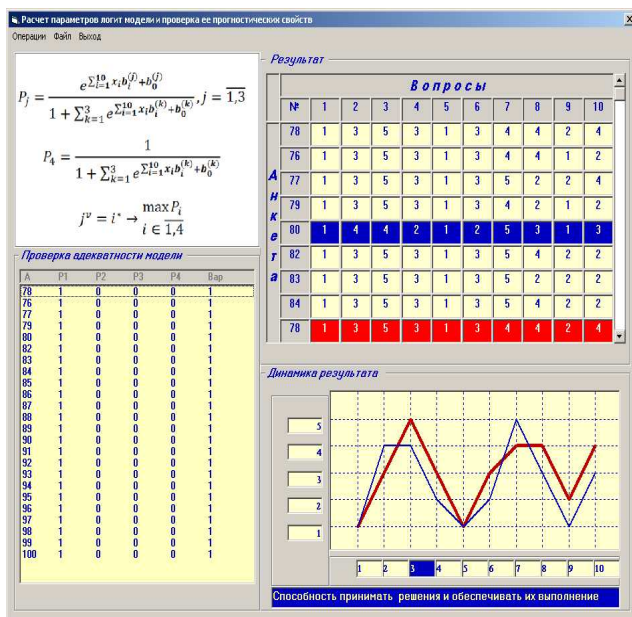 Расчет параметров логит модели и проверка ее прогностических свойств
Операции Файл Выход
P_j = e^{∑_{i=1}^{10} x_i b_i^{(j)} + b_0^{(j)}} / 1 + ∑_{k=1}^{3} e^{∑_{i=1}^{10} x_i b_i^{(k)} + b_0^{(k)}}, j = 1,3
P_4 = 1 / 1 + ∑_{k=1}^{3} e^{∑_{i=1}^{10} x_i b_i^{(k)} + b_0^{(k)}}
j^v = i^* → max P_i
i ∈ 1,4
Проверка адекватности модели
A P1 P2 P3 P4 Вар
78 1 0 0 0 1
76 1 0 0 0 1
77 1 0 0 0 1
79 1 0 0 0 1
80 1 0 0 0 1
82 1 0 0 0 1
83 1 0 0 0 1
84 1 0 0 0 1
85 1 0 0 0 1
86 1 0 0 0 1
87 1 0 0 0 1
88 1 0 0 0 1
89 1 0 0 0 1
90 1 0 0 0 1
91 1 0 0 0 1
92 1 0 0 0 1
93 1 0 0 0 1
94 1 0 0 0 1
95 1 0 0 0 1
96 1 0 0 0 1
97 1 0 0 0 1
98 1 0 0 0 1
99 1 0 0 0 1
100 1 0 0 0 1
Результат
Вопросы
№ 1 2 3 4 5 6 7 8 9 10
Анкета
78 1 3 5 3 1 3 4 4 2 4
76 1 3 5 3 1 3 4 4 1 2
77 1 3 5 3 1 3 5 2 2 4
79 1 3 5 3 1 3 4 2 1 2
80 1 4 4 2 1 2 5 3 1 3
82 1 3 5 3 1 3 5 4 2 2
83 1 3 5 3 1 3 5 2 2 2
84 1 3 5 3 1 3 5 4 2 2
78 1 3 5 3 1 3 4 4 2 4
Динамика результата
5
4
3
2
1
1 2 3 4 5 6 7 8 9 10
Способность принимать решения и обеспечивать их выполнение